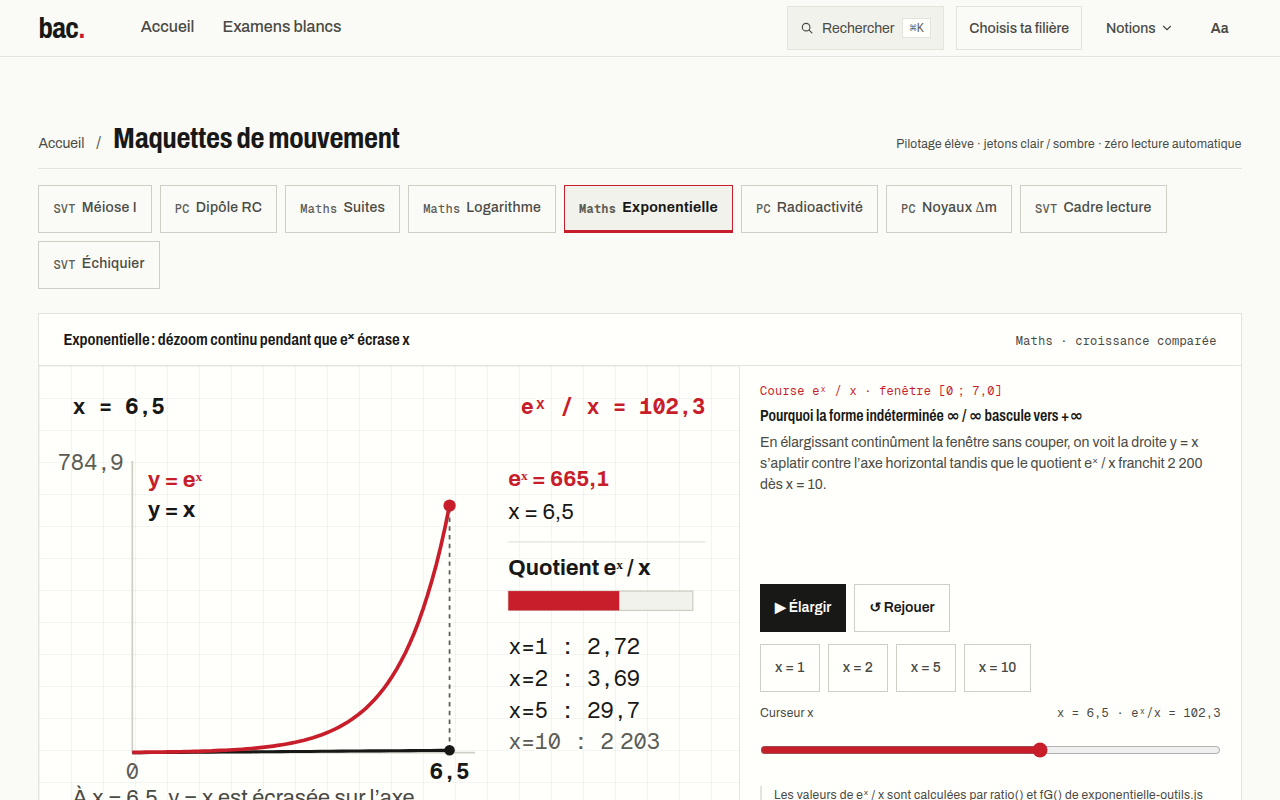 bac.
Accueil
Examens blancs
Rechercher ⌘K
Choisis ta filière
Notions
Aa
Accueil / Maquettes de mouvement
Pilotage élève · jetons clair / sombre · zéro lecture automatique
SVT Méiose I
PC Dipôle RC
Maths Suites
Maths Logarithme
Maths Exponentielle
PC Radioactivité
PC Noyaux Δm
SVT Cadre lecture
SVT Échiquier
Exponentielle : dézoom continu pendant que eˣ écrase x
Maths · croissance comparée
x = 6,5
eˣ / x = 102,3
784,9
y = eˣ
y = x
0
6,5
eˣ = 665,1
x = 6,5
Quotient eˣ / x
x=1 : 2,72
x=2 : 3,69
x=5 : 29,7
x=10 : 2 203
À x = 6,5, y = x est écrasée sur l’axe
Course eˣ / x · fenêtre [0 ; 7,0]
Pourquoi la forme indéterminée ∞ / ∞ bascule vers +∞
En élargissant continûment la fenêtre sans couper, on voit la droite y = x
s’aplatir contre l’axe horizontal tandis que le quotient eˣ / x franchit 2 200
dès x = 10.
▶ Élargir
↺ Rejouer
x = 1
x = 2
x = 5
x = 10
Curseur x
x = 6,5 · eˣ/x = 102,3
Les valeurs de eˣ / x sont calculées par ratio() et fG() de exponentielle-outils.js